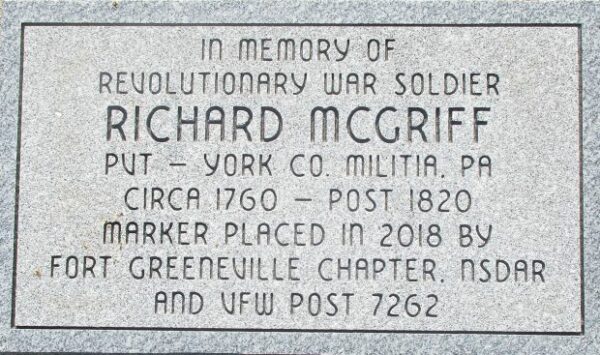 IN MEMORY OF
REVOLUTIONARY WAR SOLDIER
RICHARD MCGRIFF
PVT – YORK CO. MILITIA, PA
CIRCA 1760 – POST 1820
MARKER PLACED IN 2018 BY
FORT GREENEVILLE CHAPTER, NSDAR
AND VFW POST 7262